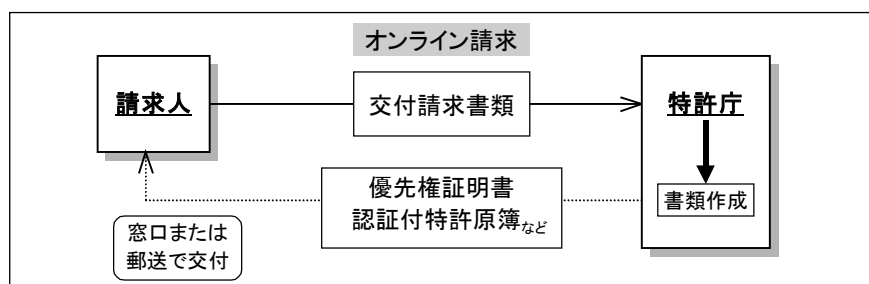 オンライン請求
請求人
交付請求書類
特許庁
書類作成
優先権証明書
認証付特許原簿など
窓口または
郵送で交付